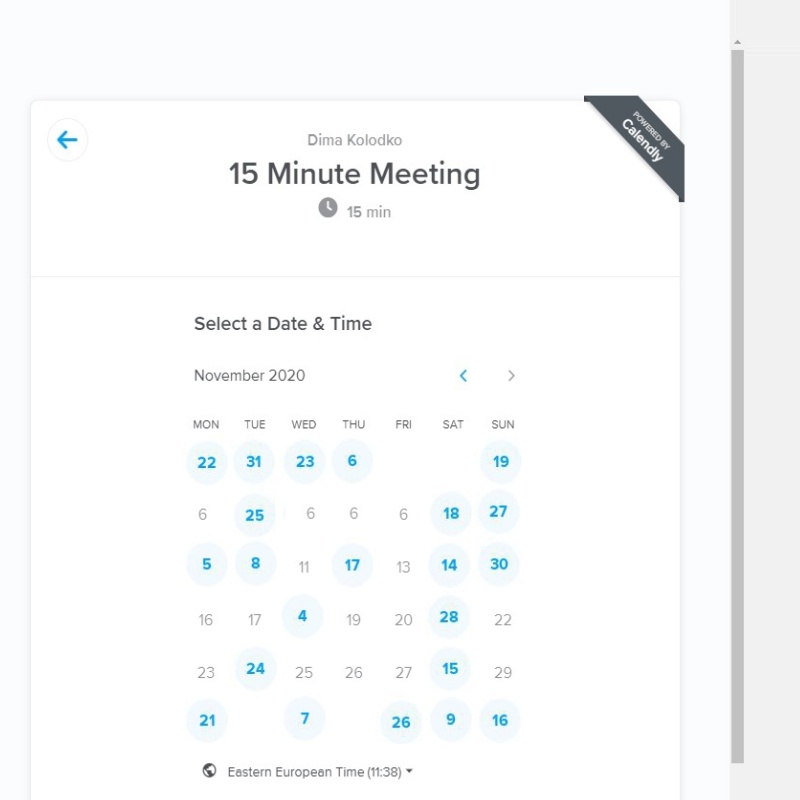 POWERED BY
Calendly
Dima Kolodko
15 Minute Meeting
15 min
Select a Date & Time
November 2020
MON TUE WED THU FRI SAT SUN
22 31 23 6 19
6 25 6 6 6 18 27
5 8 11 17 13 14 30
16 17 4 19 20 28 22
23 24 25 26 27 15 29
21 7 26 9 16
Eastern European Time (11:38)